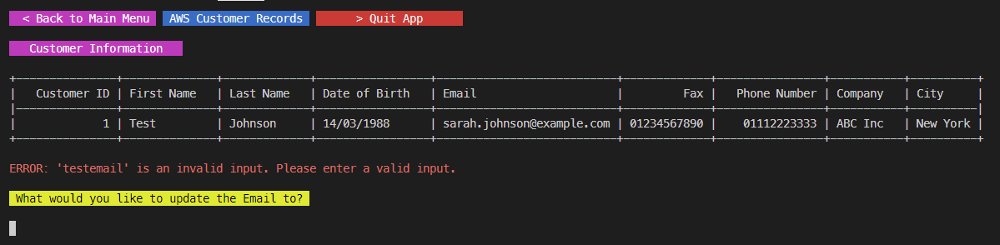 < Back to Main Menu AWS Customer Records > Quit App
Customer Information
| Customer ID | First Name | Last Name | Date of Birth | Email | Fax | Phone Number | Company | City |
| 1 | Test | Johnson | 14/03/1988 | sarah.johnson@example.com | 01234567890 | 01112223333 | ABC Inc | New York |
ERROR: 'testemail' is an invalid input. Please enter a valid input.
What would you like to update the Email to?